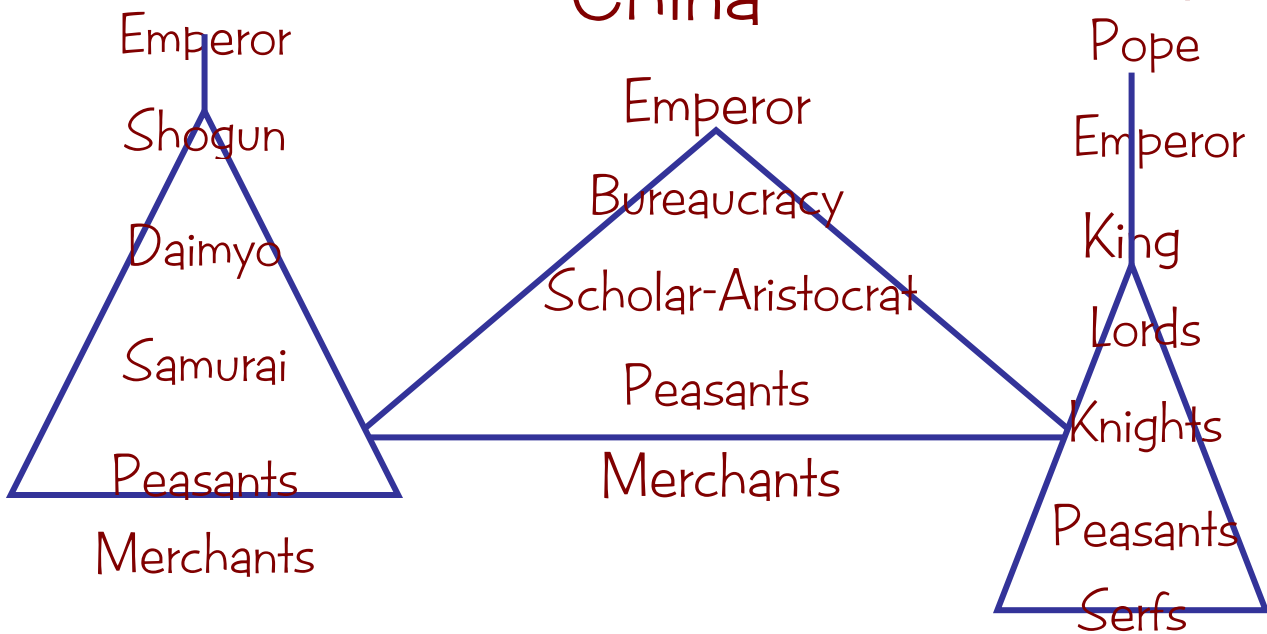 China
Emperor
Shogun
Daimyo
Samurai
Peasants
Merchants
Emperor
Bureaucracy
Scholar-Aristocrat
Peasants
Merchants
Pope
Emperor
King
Lords
Knights
Peasants
Serfs